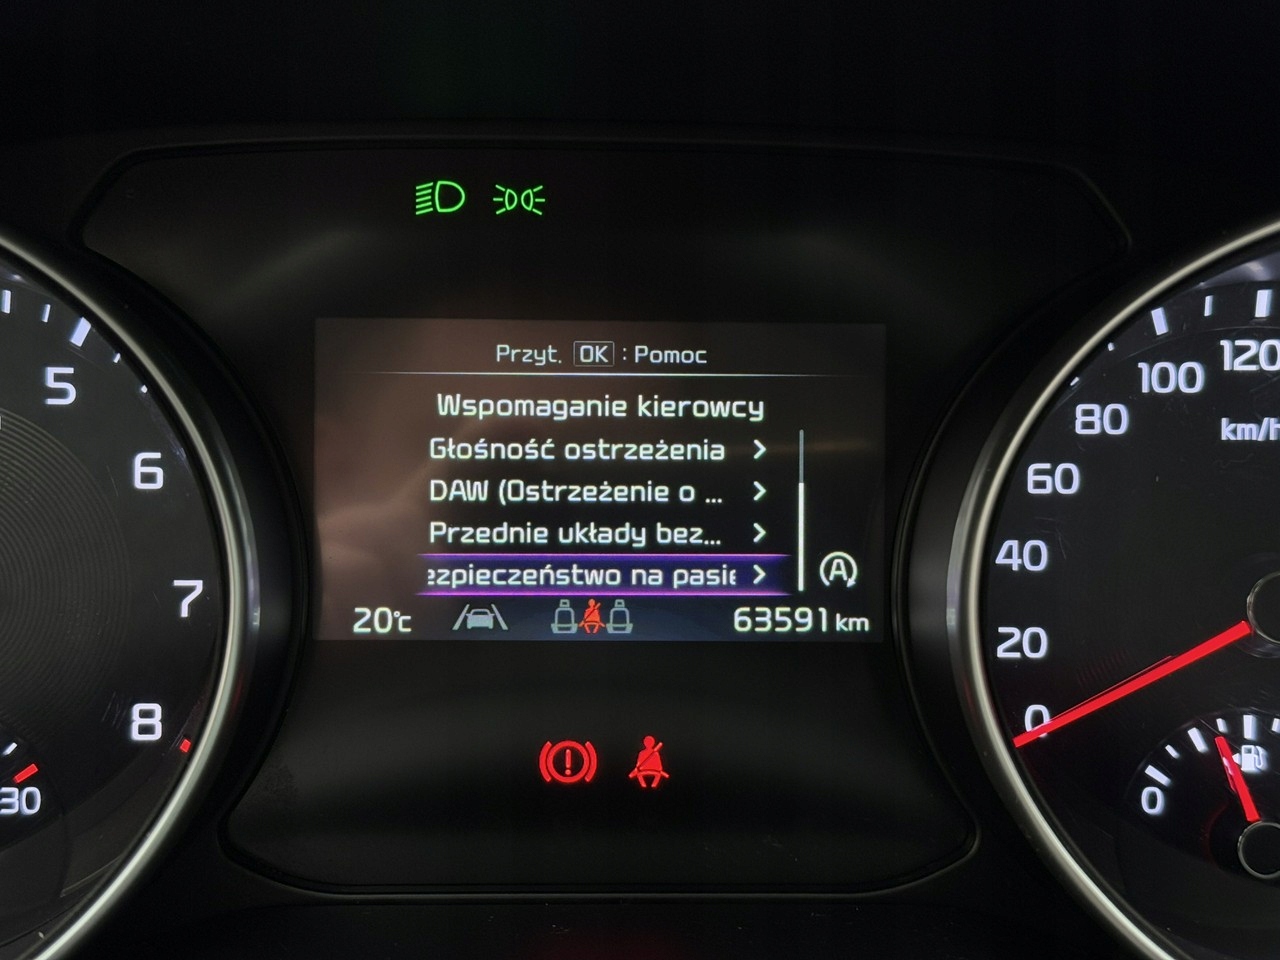 Przyt. OK : Pomoc
Wspomaganie kierowcy
Głośność ostrzeżenia
DAW (Ostrzeżenie o ...
Przednie układy bez...
ezpieczeństwo na pasie
A
20°C
63591 km
5
6
7
8
130
120
100
80
km/h
60
40
20
0
0